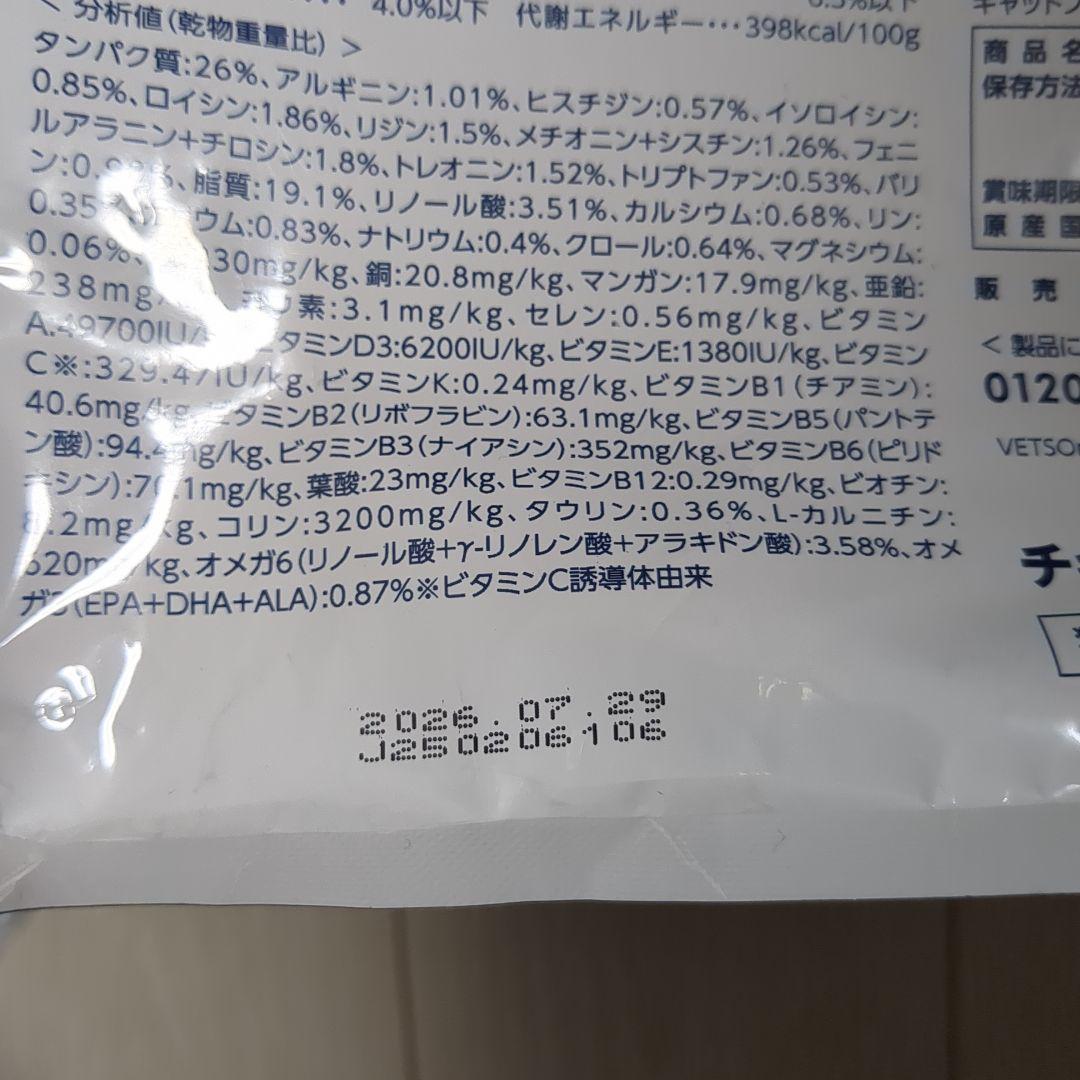 < 分析値(乾物重量比) >
4.0%以下 代謝エネルギー…398kcal/100g
タンパク質:26%、アルギニン:1.01%、ヒスチジン:0.57%、イソロイシン:
0.85%、ロイシン:1.86%、リジン:1.5%、メチオニン+シスチン:1.26%、フェニ
ルアラニン+チロシン:1.8%、トレオニン:1.52%、トリプトファン:0.53%、バリ
ン:0. %、脂質:19.1%、リノール酸:3.51%、カルシウム:0.68%、リン:
0.35 ウム:0.83%、ナトリウム:0.4%、クロール:0.64%、マグネシウム:
0.06%、 30mg/kg、銅:20.8mg/kg、マンガン:17.9mg/kg、亜鉛:
238mg/ 素:3.1mg/kg、セレン:0.56mg/kg、ビタミン
A:49700IU/ タミンD3:6200IU/kg、ビタミンE:1380IU/kg、ビタミン
C※:329.47IU/kg、ビタミンK:0.24mg/kg、ビタミンB1(チアミン):
40.6mg/kg、ビタミンB2(リボフラビン):63.1mg/kg、ビタミンB5(パントテ
ン酸):94.4mg/kg、ビタミンB3(ナイアシン):352mg/kg、ビタミンB6(ピリド
キシン):70.1mg/kg、葉酸:23mg/kg、ビタミンB12:0.29mg/kg、ビオチン:
.2mg/kg、コリン:3200mg/kg、タウリン:0.36%、L-カルニチン:
520mg/kg、オメガ6(リノール酸+γ-リノレン酸+アラキドン酸):3.58%、オメ
ガ3(EPA+DHA+ALA):0.87%※ビタミンC誘導体由来
2026.07.29
J250206106
商品名
保存方法
賞味期限
原産国
販売
< 製品に
0120
VETSO
チ